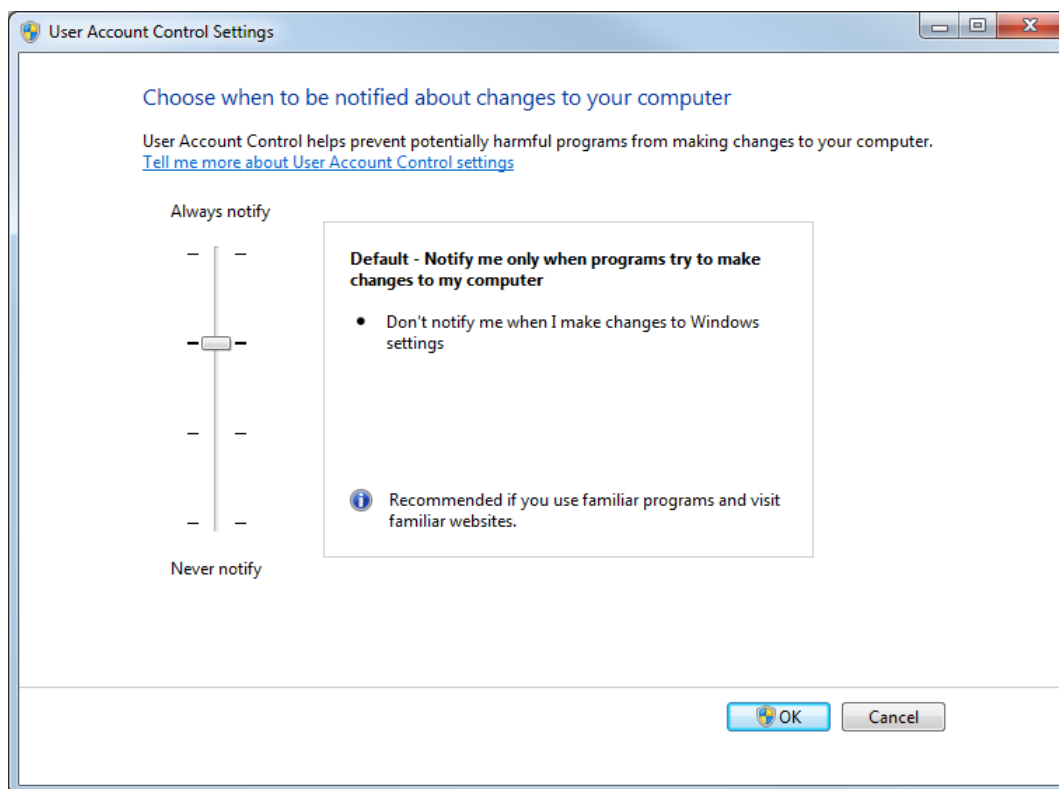 User Account Control Settings
Choose when to be notified about changes to your computer
User Account Control helps prevent potentially harmful programs from making changes to your computer.
Tell me more about User Account Control settings
Always notify
Default - Notify me only when programs try to make
changes to my computer
• Don't notify me when I make changes to Windows
settings
Recommended if you use familiar programs and visit
familiar websites.
Never notify
OK
Cancel